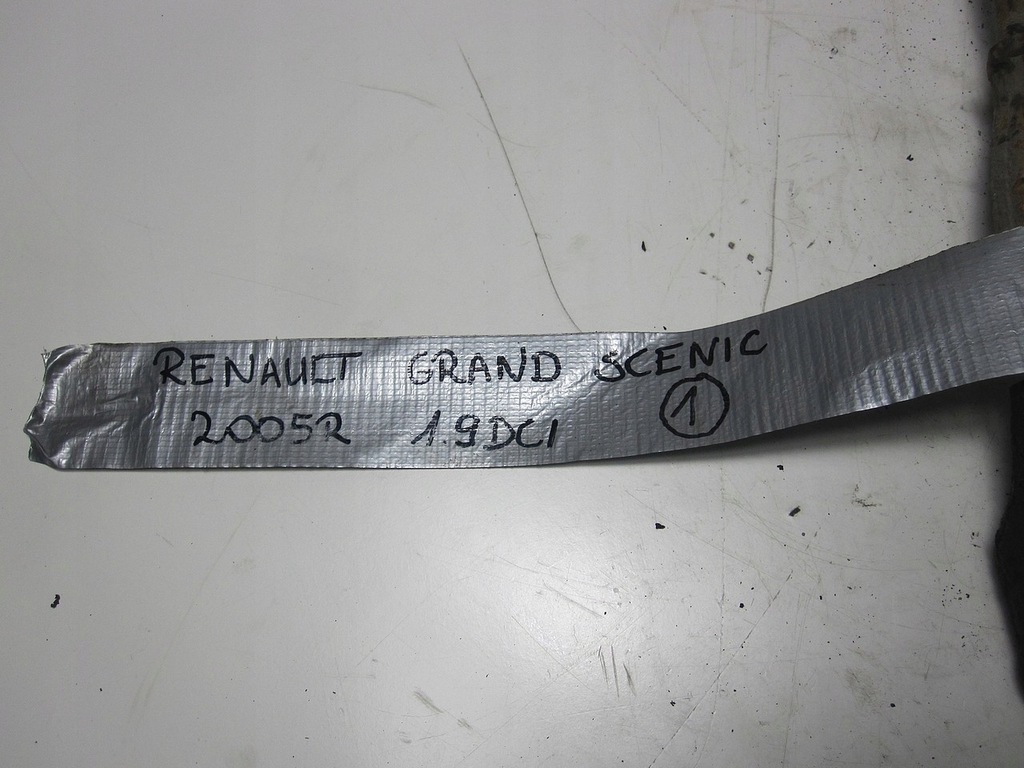 RENAULT GRAND SCENIC
2005R 1.9DCI 1